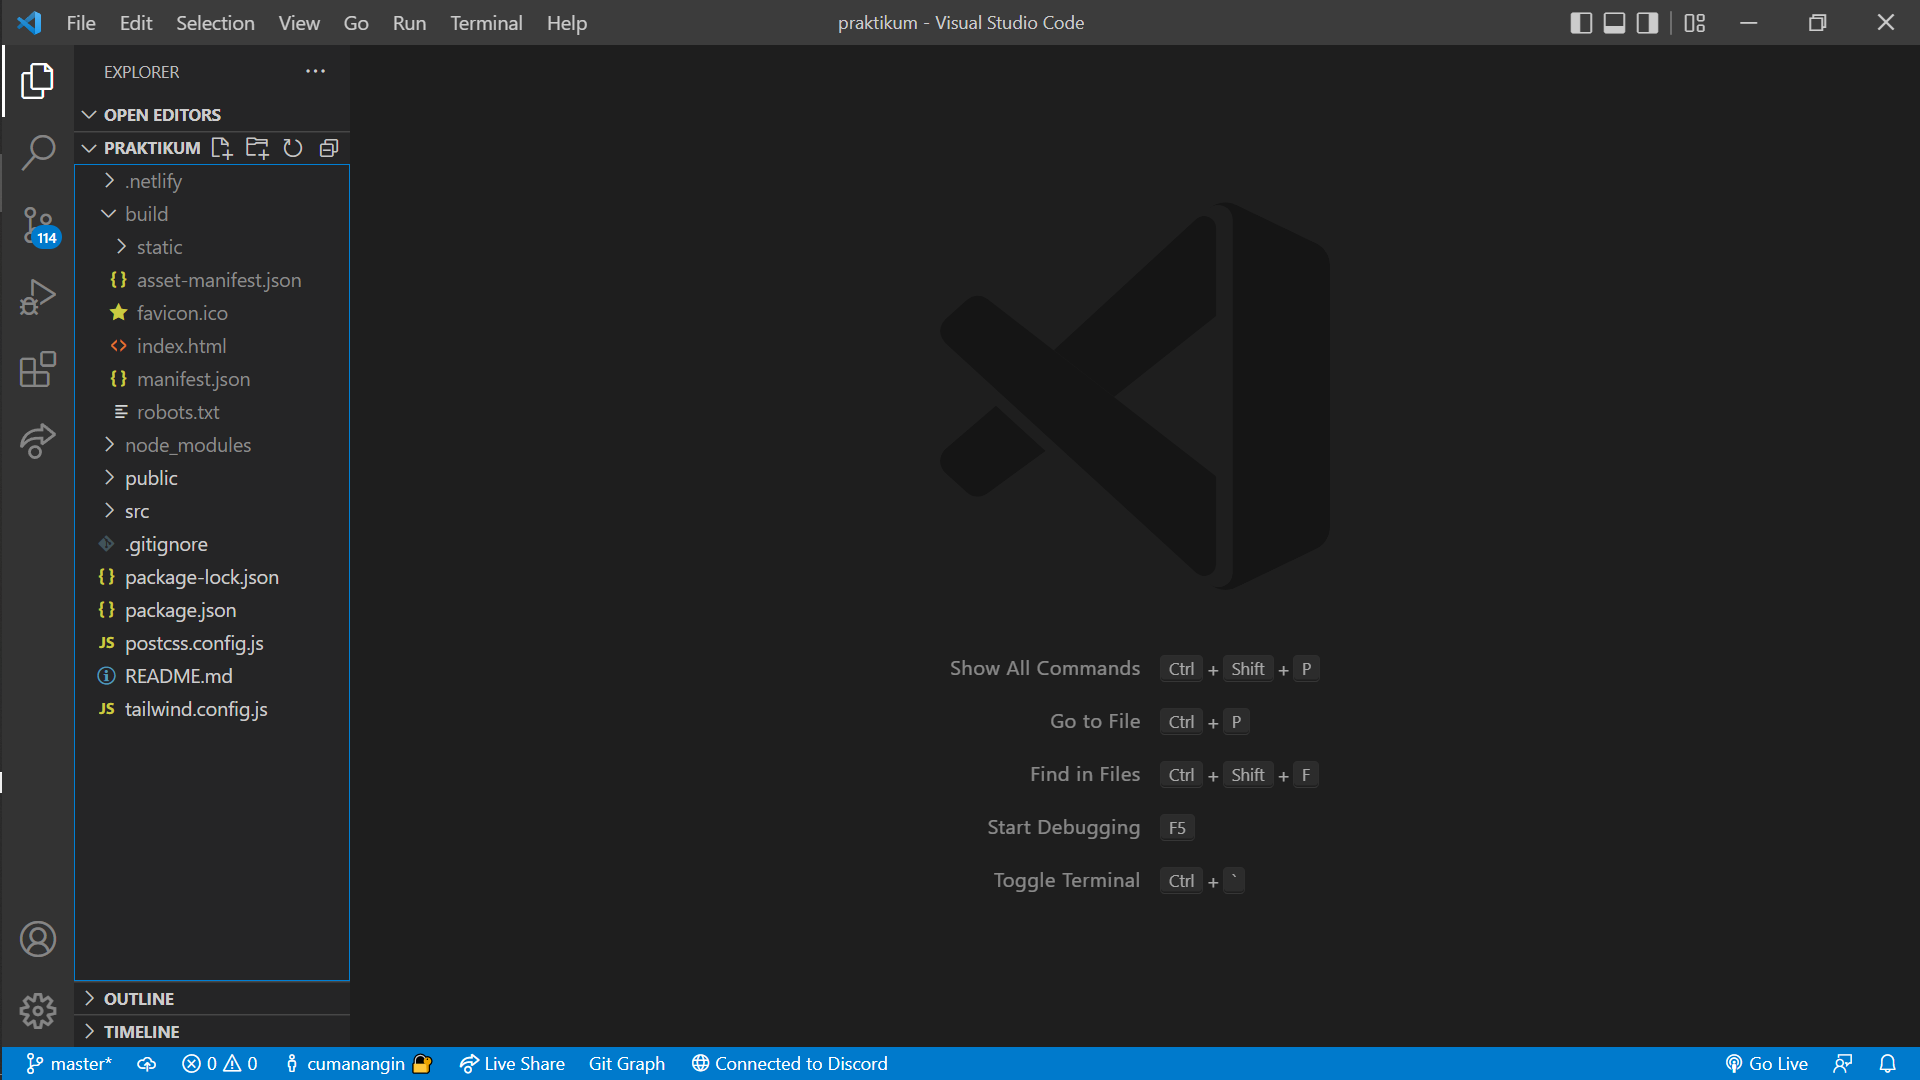 File Edit Selection View Go Run Terminal Help
praktikum - Visual Studio Code
EXPLORER
OPEN EDITORS
PRAKTIKUM
.netlify
build
static
{} asset-manifest.json
favicon.ico
<> index.html
{} manifest.json
robots.txt
node_modules
public
src
.gitignore
{} package-lock.json
{} package.json
JS postcss.config.js
README.md
JS tailwind.config.js
OUTLINE
TIMELINE
114
Show All Commands Ctrl + Shift + P
Go to File Ctrl + P
Find in Files Ctrl + Shift + F
Start Debugging F5
Toggle Terminal Ctrl + `
master* 0 0 cumanangin Live Share Git Graph Connected to Discord Go Live